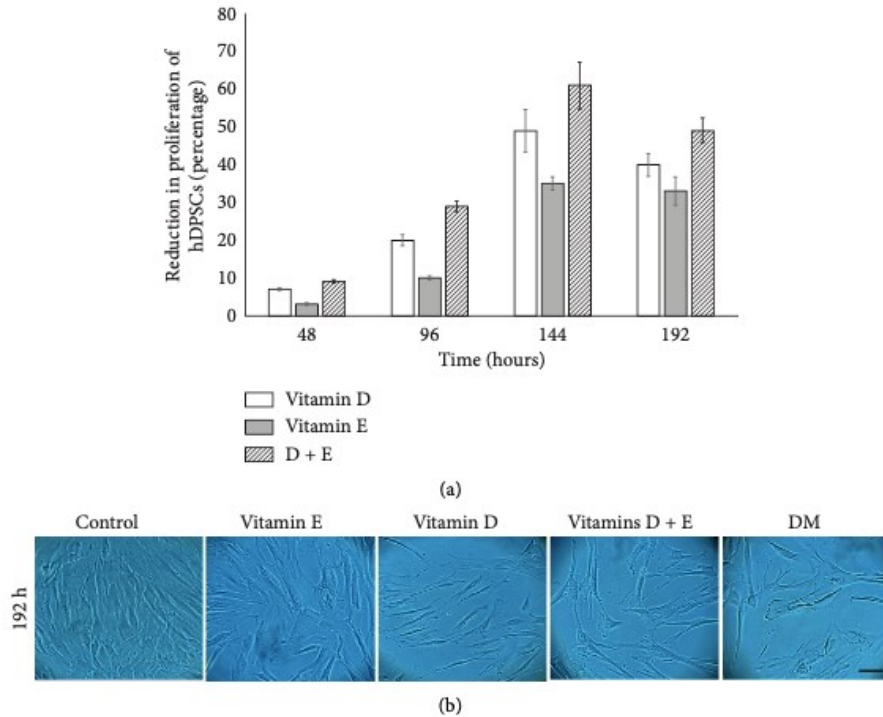 80
70
60
50
40
30
20
10
0
Reduction in proliferation of
hDPSCs (percentage)
48 96 144 192
Time (hours)
Vitamin D
Vitamin E
D + E
(a)
Control Vitamin E Vitamin D Vitamins D + E DM
192 h
(b)